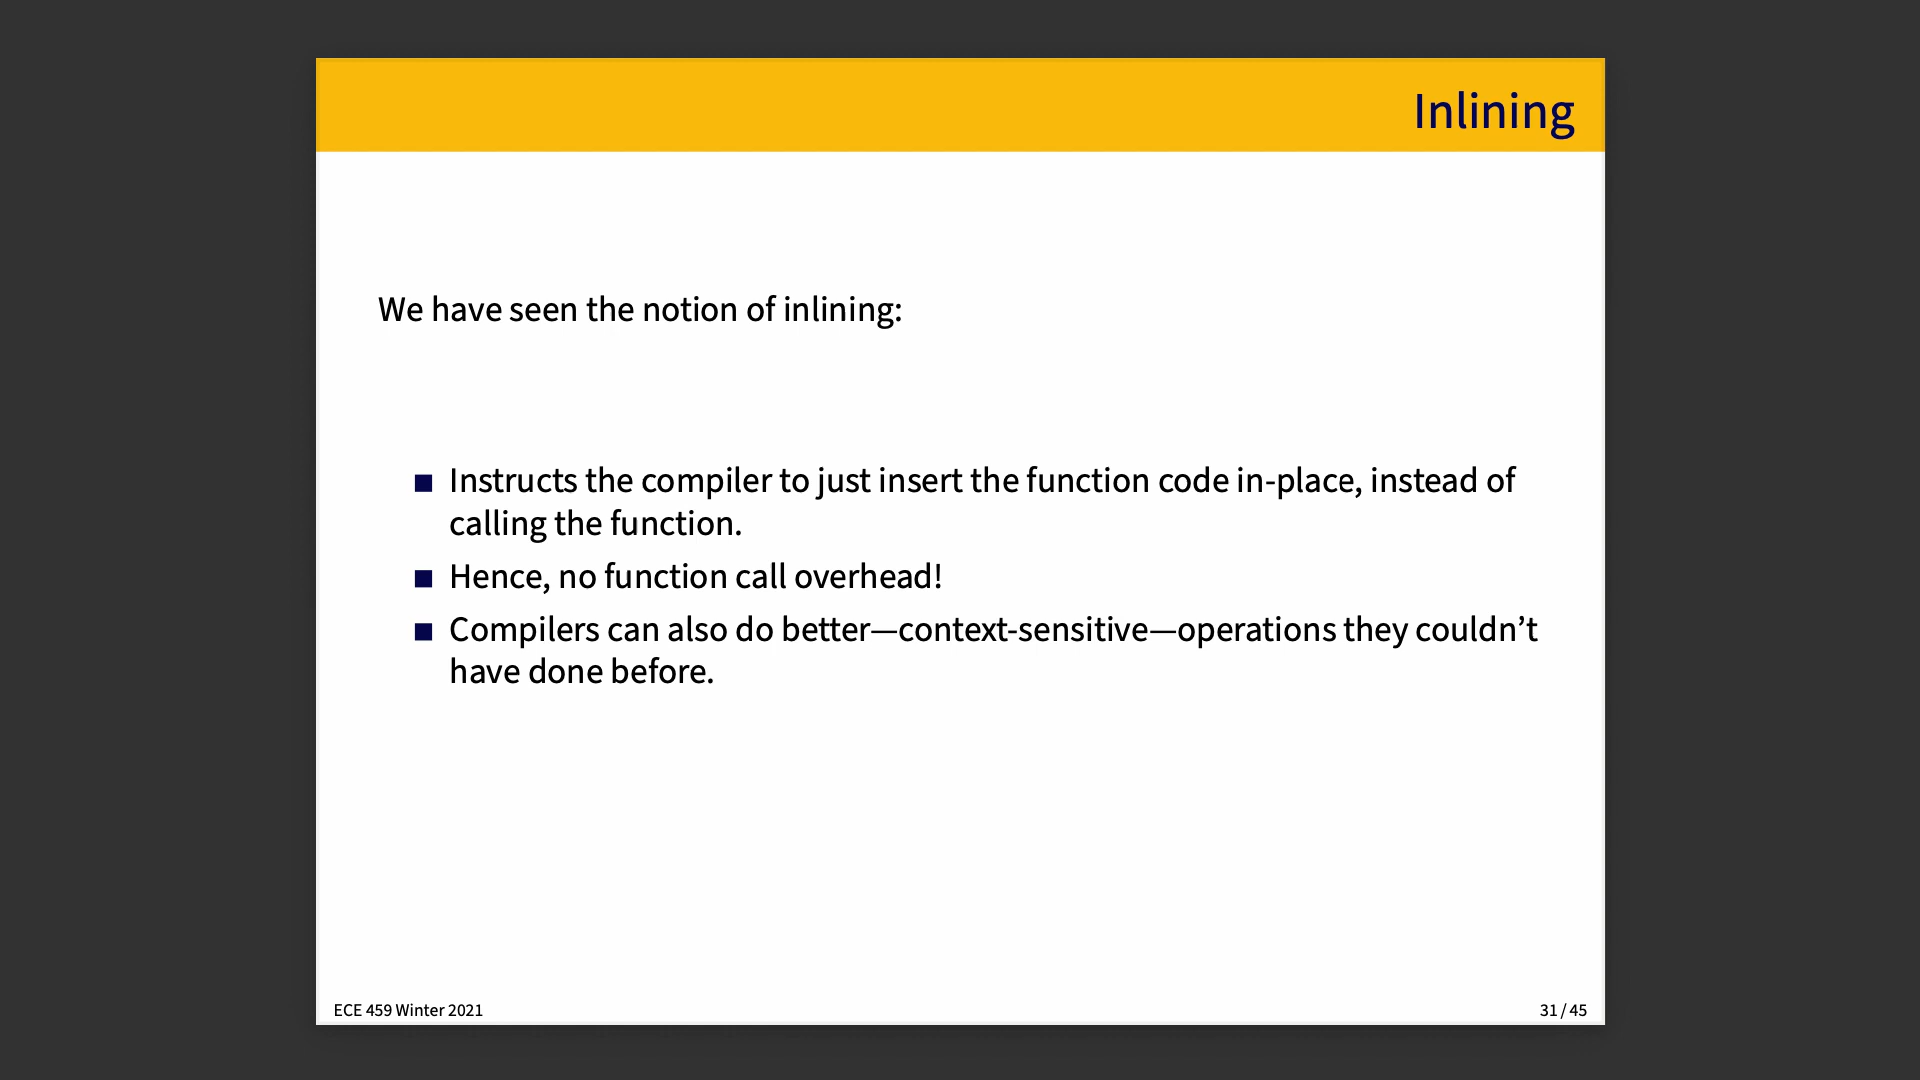 Inlining
We have seen the notion of inlining:
■ Instructs the compiler to just insert the function code in-place, instead of
calling the function.
■ Hence, no function call overhead!
■ Compilers can also do better—context-sensitive—operations they couldn’t
have done before.
ECE 459 Winter 2021
31 / 45